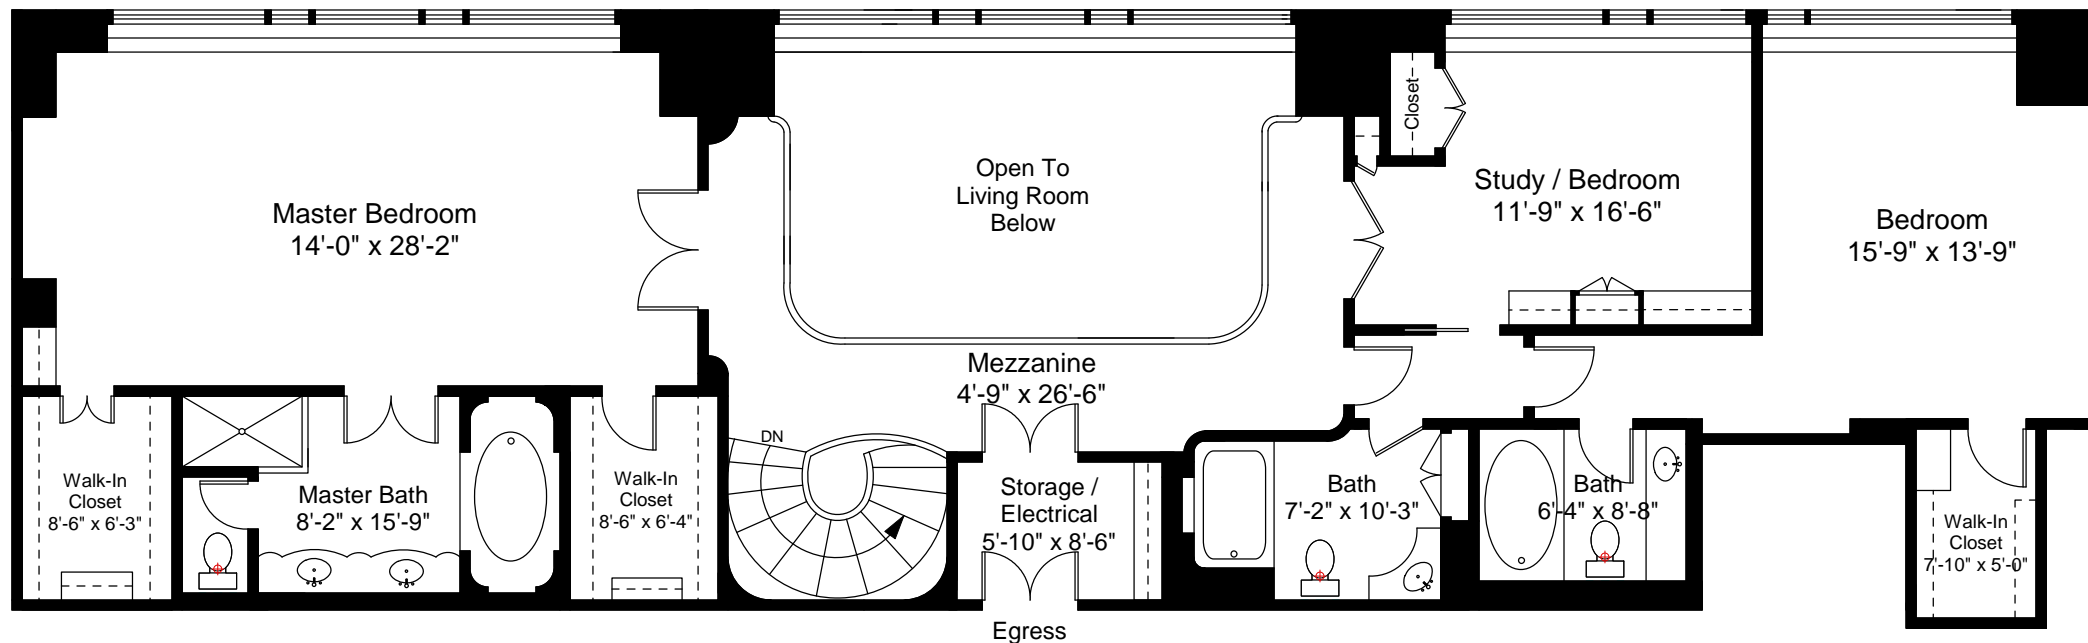 Closet
Open To
Living Room
Below
Study / Bedroom
11'-9" x 16'-6"
Master Bedroom
14'-0" x 28'-2"
Bedroom
15'-9" x 13'-9"
Mezzanine
4'-9" x 26'-6"
DN
Walk-In
Closet
8'-6" x 6'-3"
Master Bath
8'-2" x 15'-9"
Walk-In
Closet
8'-6" x 6'-4"
Storage /
Electrical
5'-10" x 8'-6"
Bath
7'-2" x 10'-3"
Bath
6'-4" x 8'-8"
Walk-In
Closet
7'-10" x 5'-0"
Egress